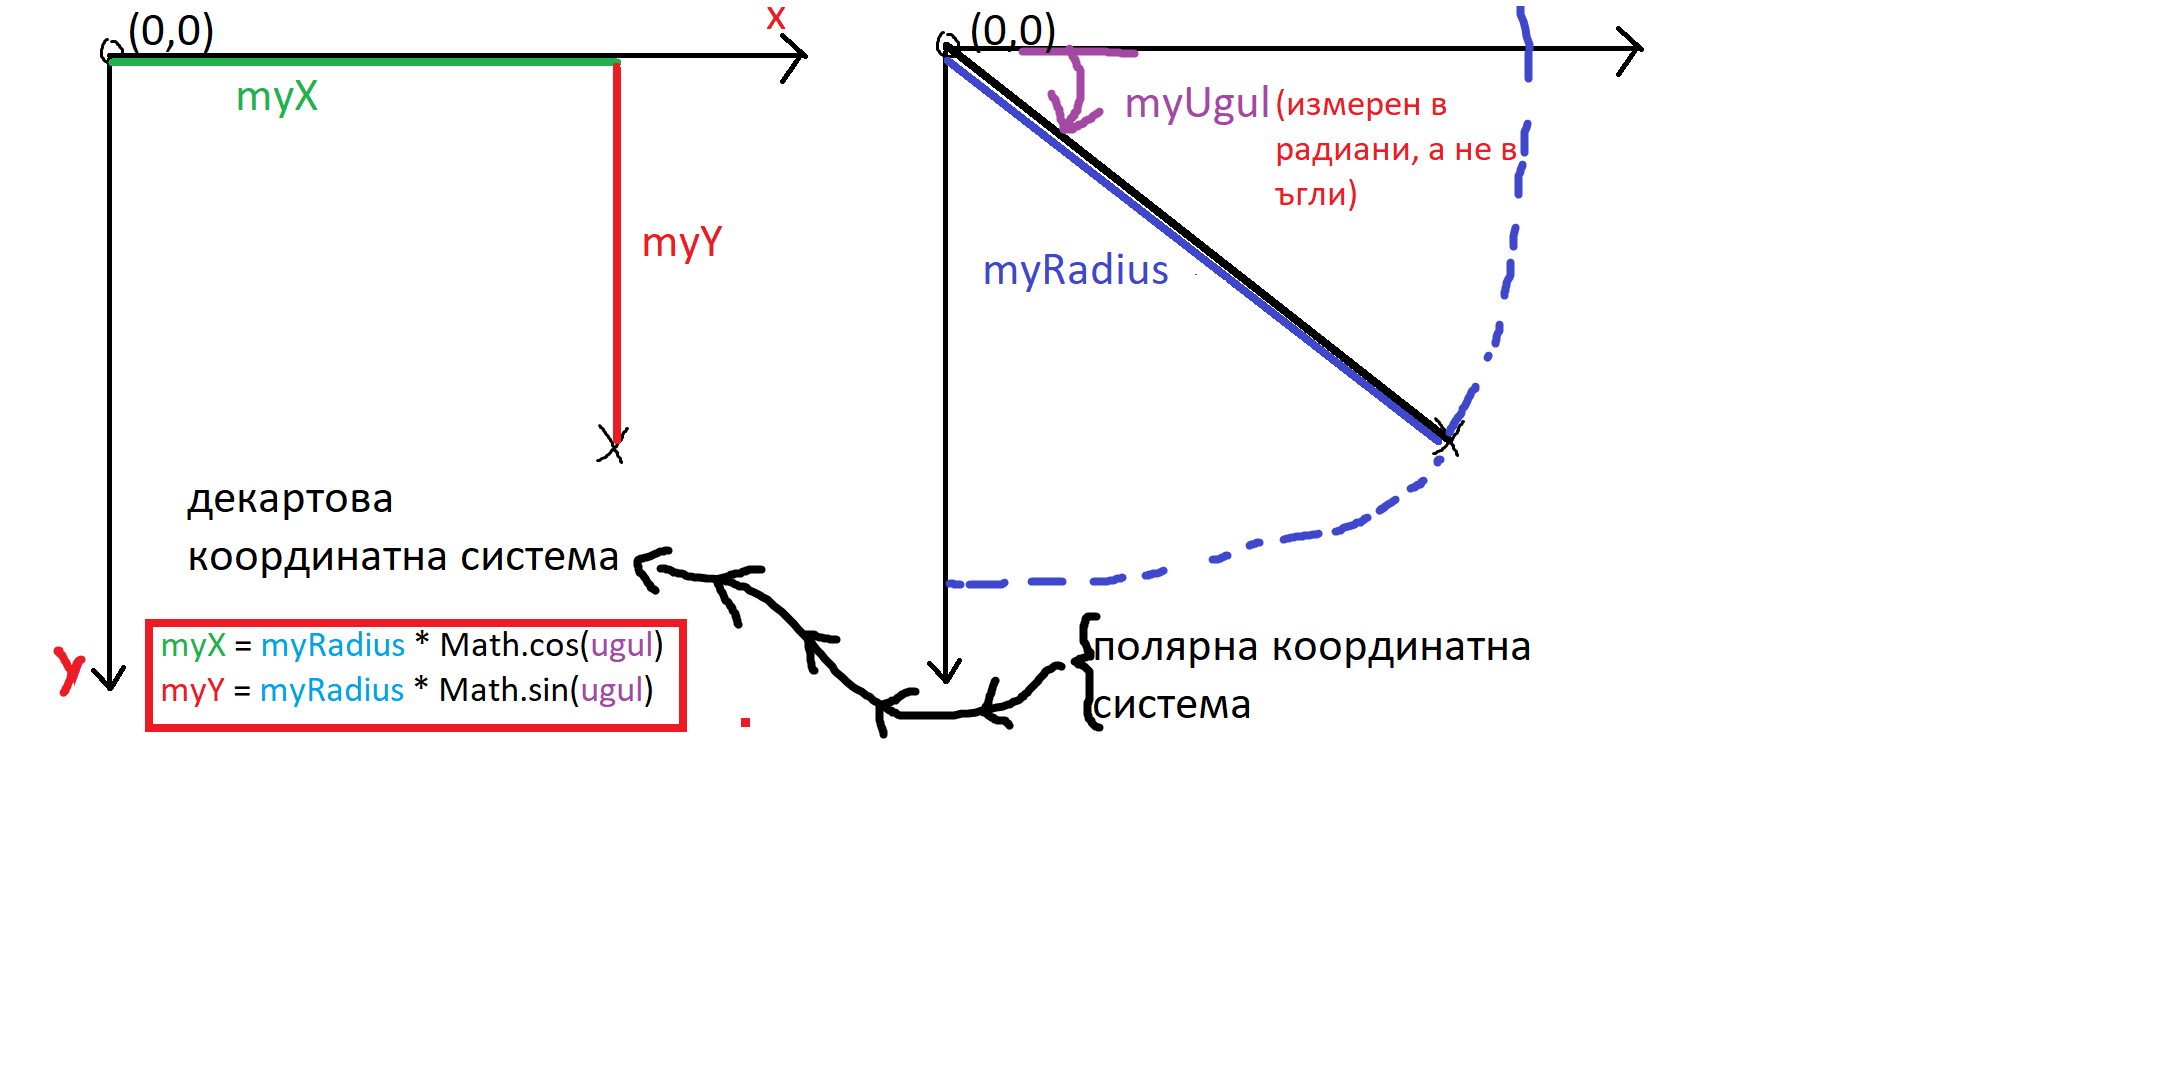 (0,0)
x
myX
myY
декартова
координатна система
y
myX = myRadius * Math.cos(ugul)
myY = myRadius * Math.sin(ugul)
(0,0)
myUgul (измерен в
радиани, а не в
ъгли)
myRadius
полярна координатна
система